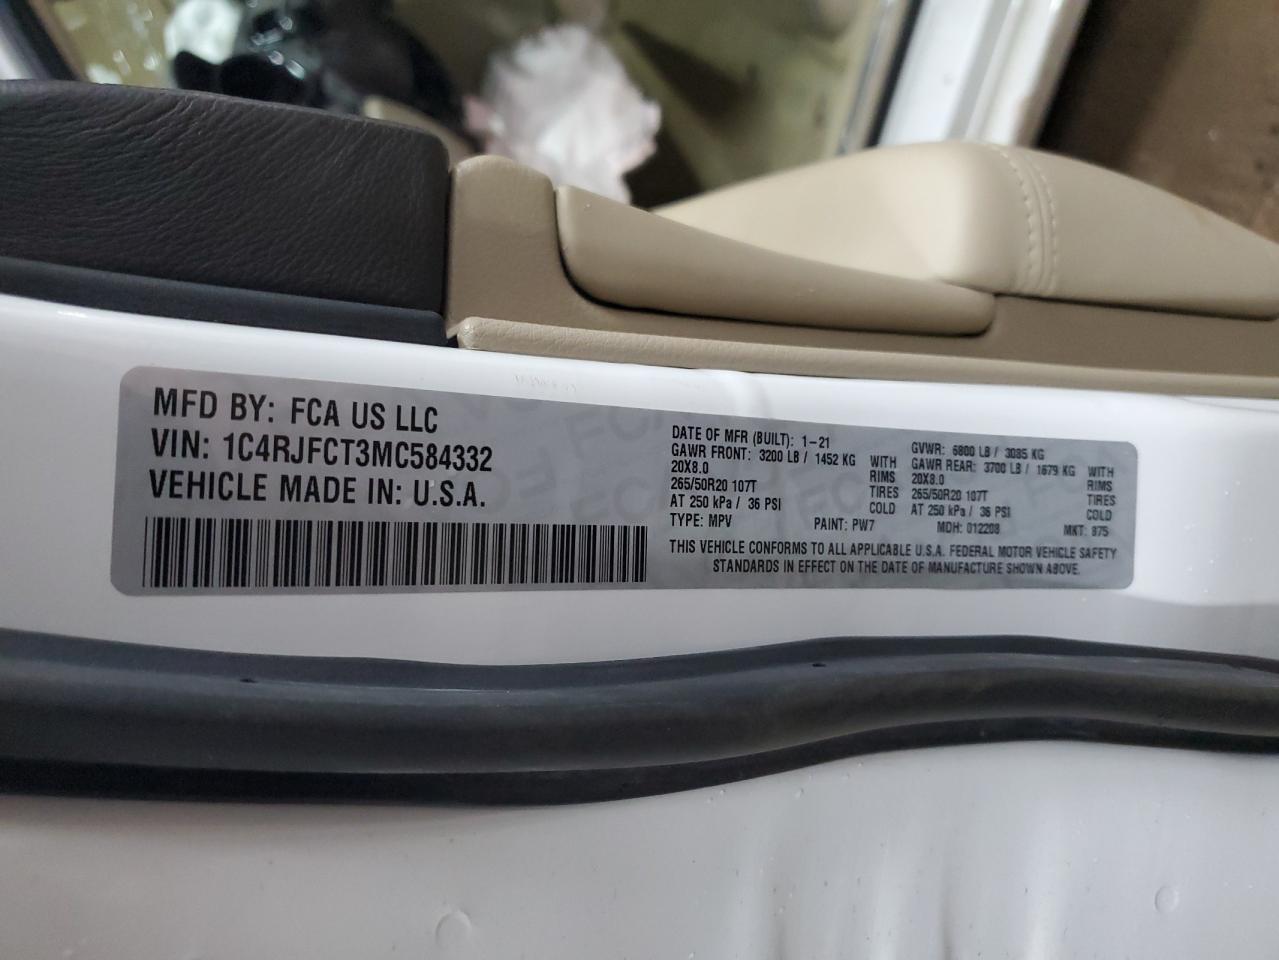 MFD BY: FCA US LLC
VIN: 1C4RJFCT3MC584332
VEHICLE MADE IN: U.S.A.
DATE OF MFR (BUILT): 1-21
GAWR FRONT: 3200 LB / 1452 KG WITH
20X8.0 RIMS
265/50R20 107T TIRES
AT 250 kPa / 36 PSI COLD
TYPE: MPV PAINT: PW7
GVWR: 6800 LB / 3085 KG
GAWR REAR: 3700 LB / 1679 KG WITH
20X8.0 RIMS
265/50R20 107T TIRES
AT 250 kPa / 36 PSI COLD
MDH: 012208 MKT: 875
THIS VEHICLE CONFORMS TO ALL APPLICABLE U.S.A. FEDERAL MOTOR VEHICLE SAFETY
STANDARDS IN EFFECT ON THE DATE OF MANUFACTURE SHOWN ABOVE.